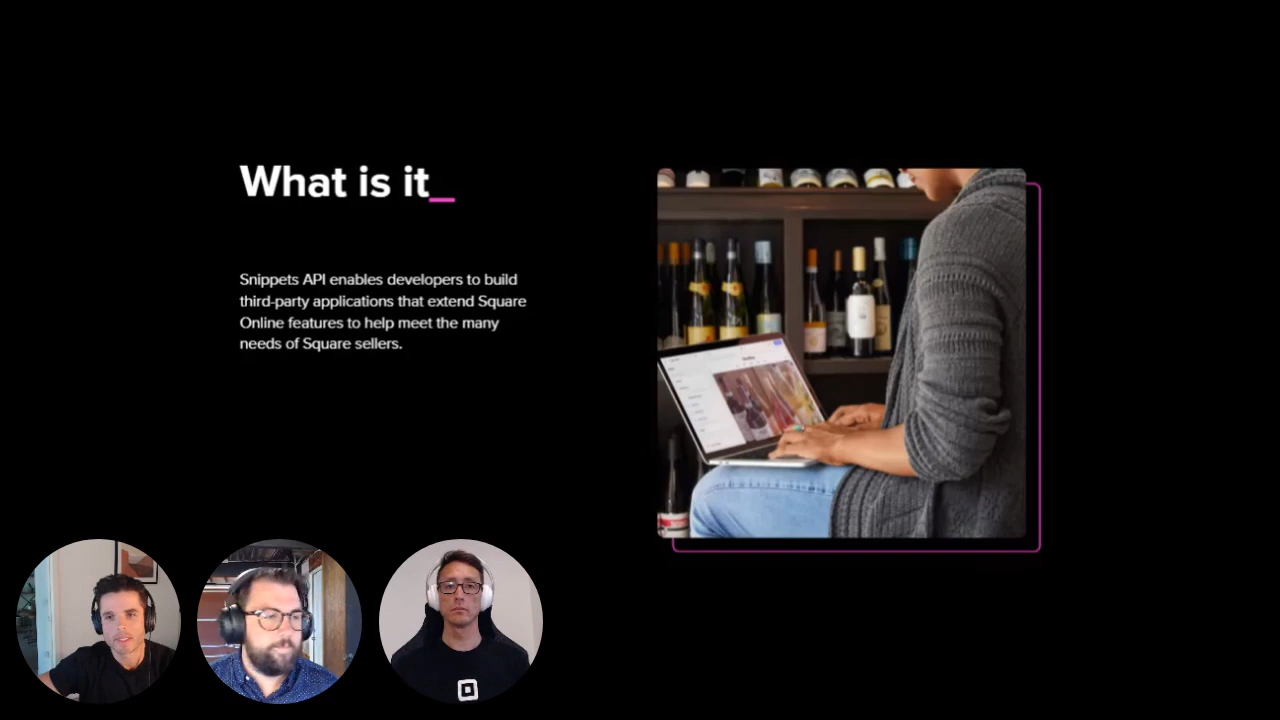 What is it_
Snippets API enables developers to build
third-party applications that extend Square
Online features to help meet the many
needs of Square sellers.